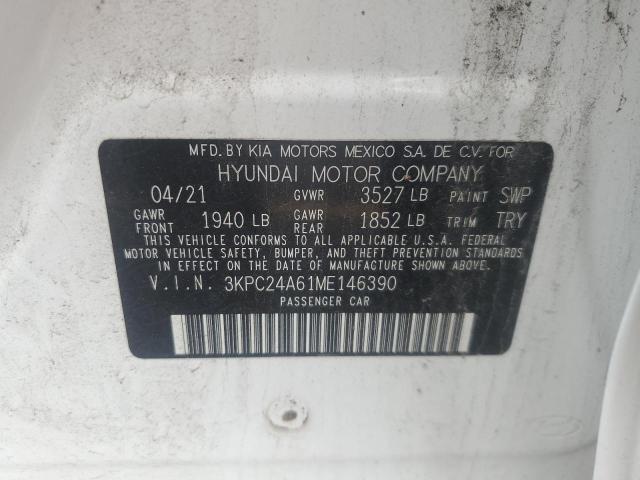 MFD. BY KIA MOTORS MEXICO S.A. DE C.V. FOR
HYUNDAI MOTOR COMPANY
04/21 GVWR 3527 LB PAINT SWP
GAWR FRONT 1940 LB GAWR REAR 1852 LB TRIM TRY
THIS VEHICLE CONFORMS TO ALL APPLICABLE U.S.A. FEDERAL
MOTOR VEHICLE SAFETY, BUMPER, AND THEFT PREVENTION STANDARDS
IN EFFECT ON THE DATE OF MANUFACTURE SHOWN ABOVE.
V.I.N. 3KPC24A61ME146390
PASSENGER CAR